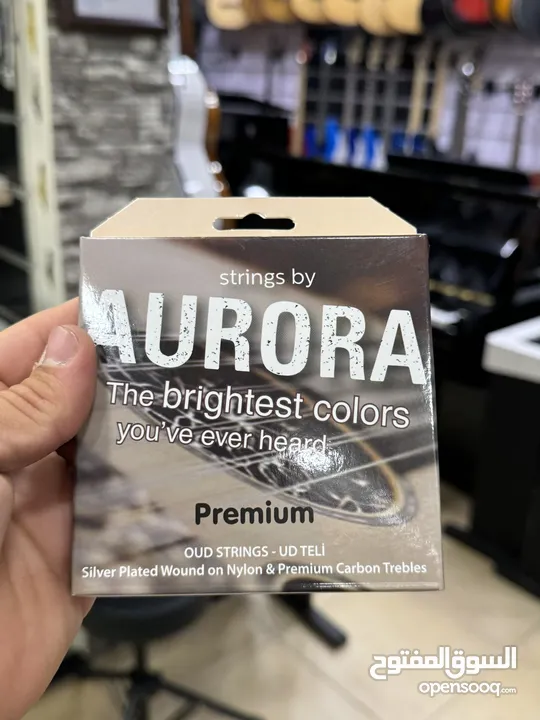 strings by
AURORA
The brightest colors
you've ever heard
Premium
OUD STRINGS - UD TELİ
Silver Plated Wound on Nylon & Premium Carbon Trebles
السوق المفتوح
opensooq.com